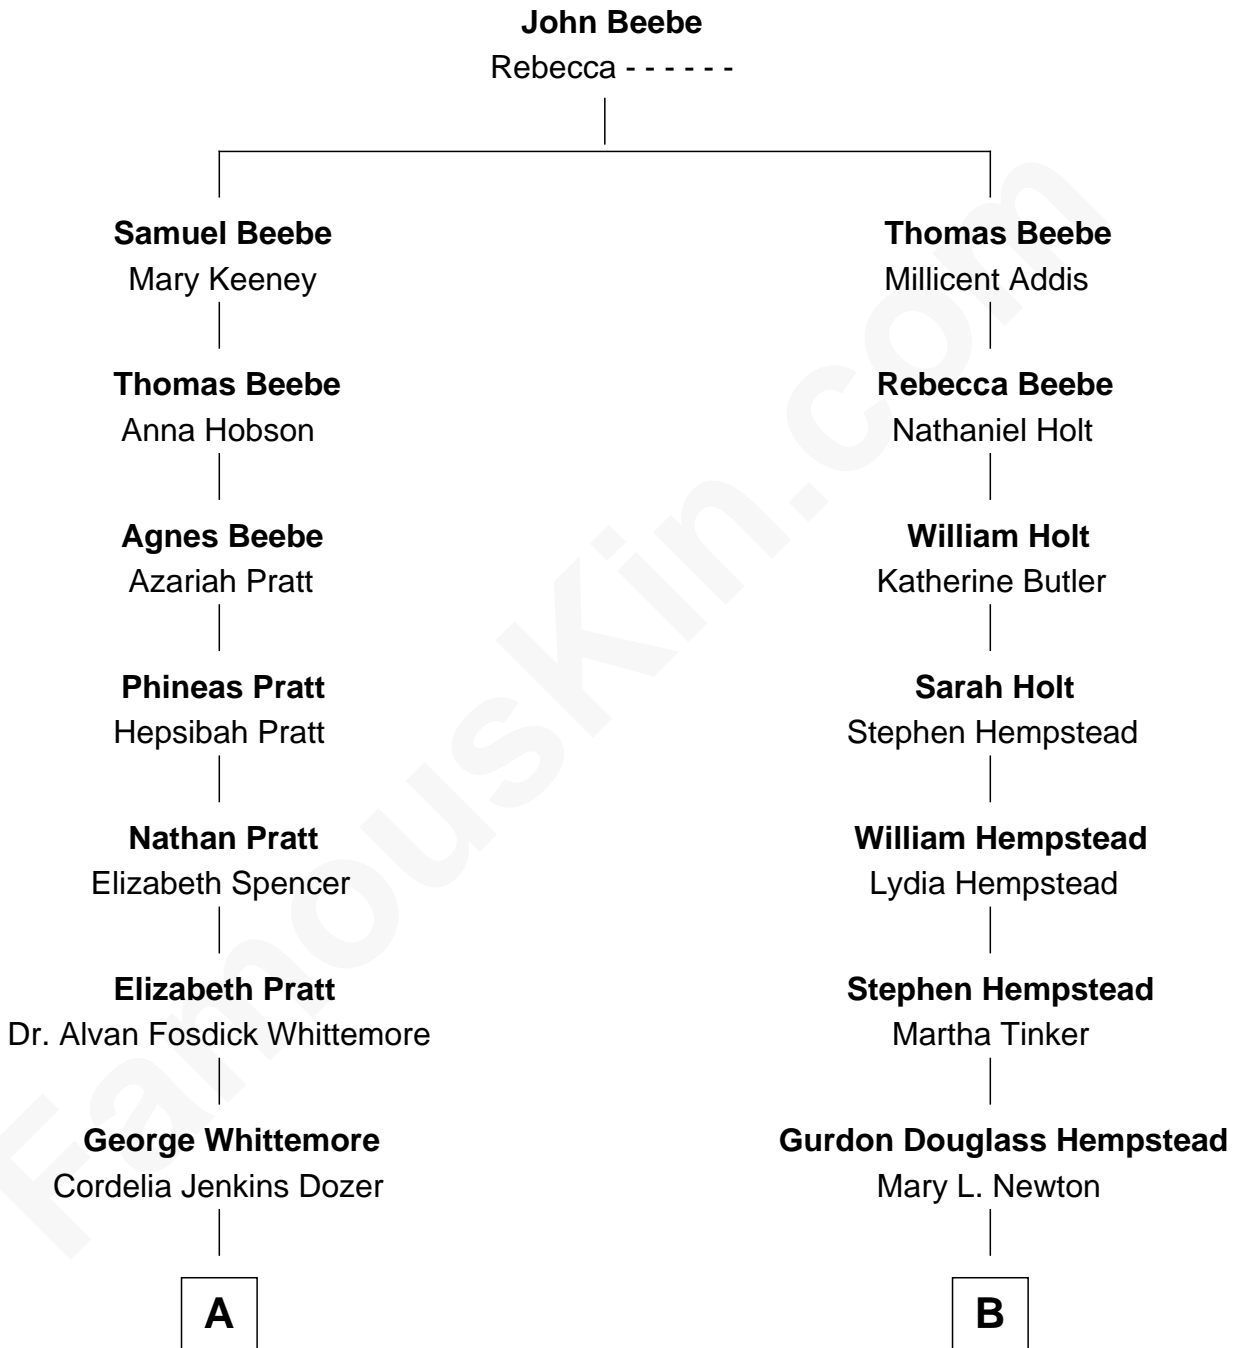 John Beebe
Rebecca - - - - - -
Samuel Beebe
Mary Keeney
Thomas Beebe
Anna Hobson
Agnes Beebe
Azariah Pratt
Phineas Pratt
Hepsibah Pratt
Nathan Pratt
Elizabeth Spencer
Elizabeth Pratt
Dr. Alvan Fosdick Whittemore
George Whittemore
Cordelia Jenkins Dozer
A
Thomas Beebe
Millicent Addis
Rebecca Beebe
Nathaniel Holt
William Holt
Katherine Butler
Sarah Holt
Stephen Hempstead
William Hempstead
Lydia Hempstead
Stephen Hempstead
Martha Tinker
Gurdon Douglass Hempstead
Mary L. Newton
B
FamousKin.com